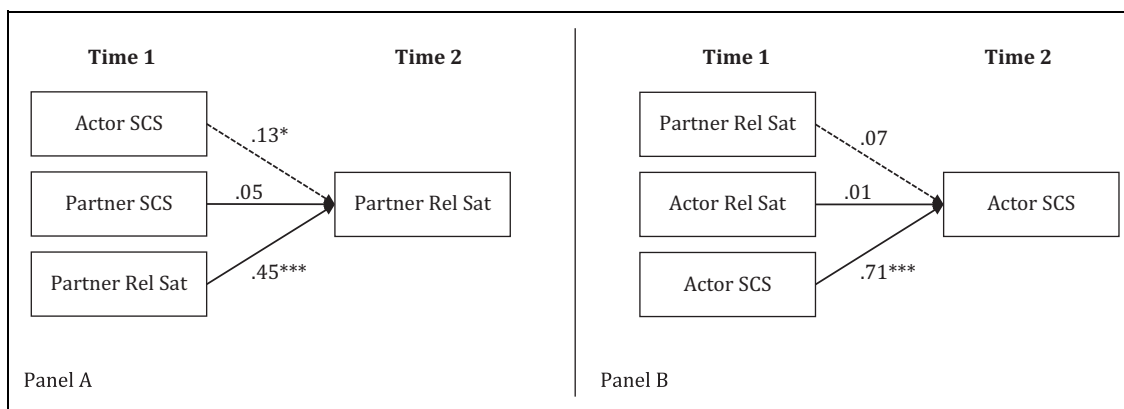 Time 1
Time 2
Actor SCS
.13*
Partner SCS
.05
Partner Rel Sat
Partner Rel Sat
.45***
Panel A
Time 1
Time 2
Partner Rel Sat
.07
Actor Rel Sat
.01
Actor SCS
Actor SCS
.71***
Panel B